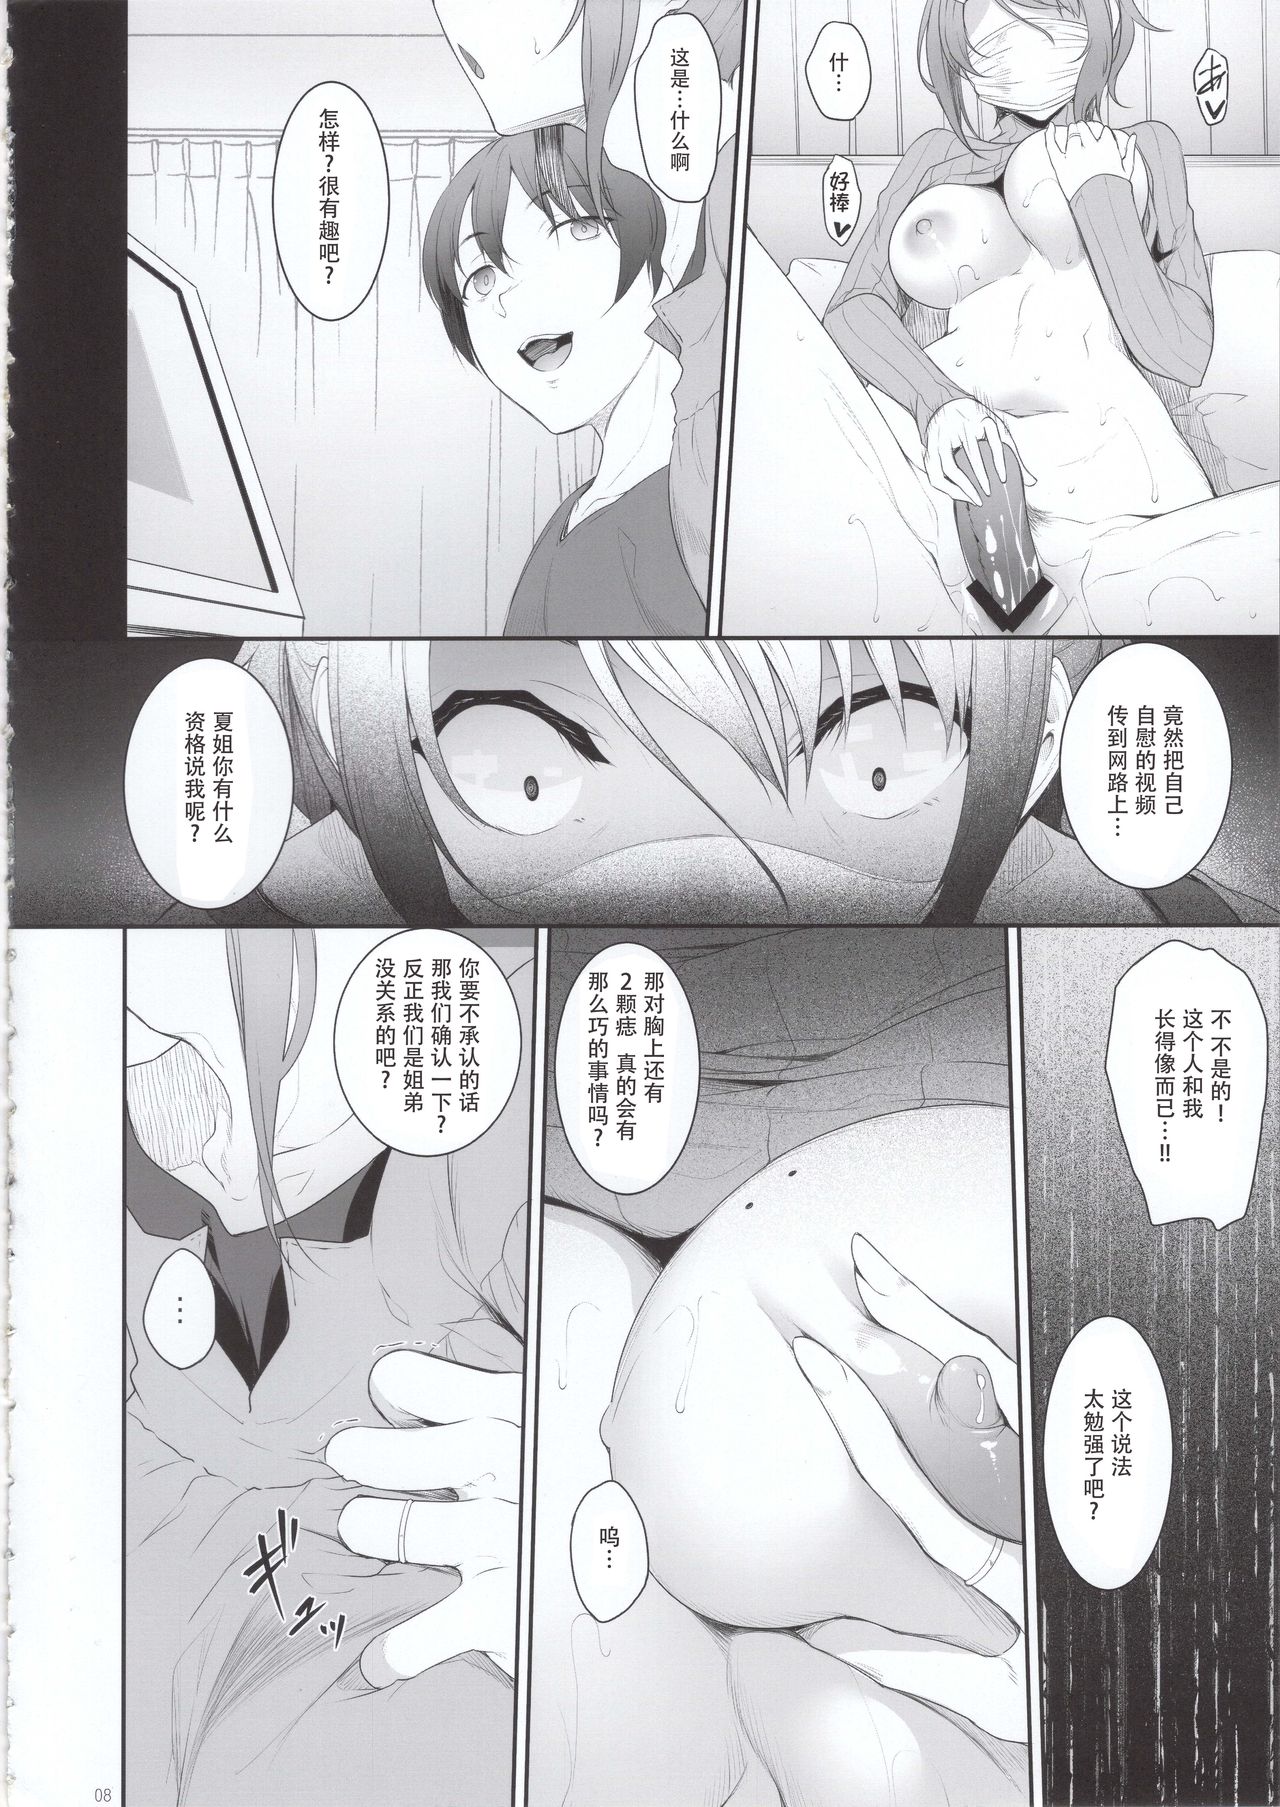 什…
あ♥
好棒♥
这是…什么啊
怎样？很有趣吧？
竟然把自己
自慰的视频
传到网路上…
夏姐你有什么
资格说我呢？
不不是的！
这个人和我
长得像而已…!!
这个说法
太勉强了吧？
那对胸上还有
2颗痣 真的会有
那么巧的事情吗？
呜…
你要不承认的话
那我们确认一下？
反正我们是姐弟
没关系的吧？
…
ギュッ
08